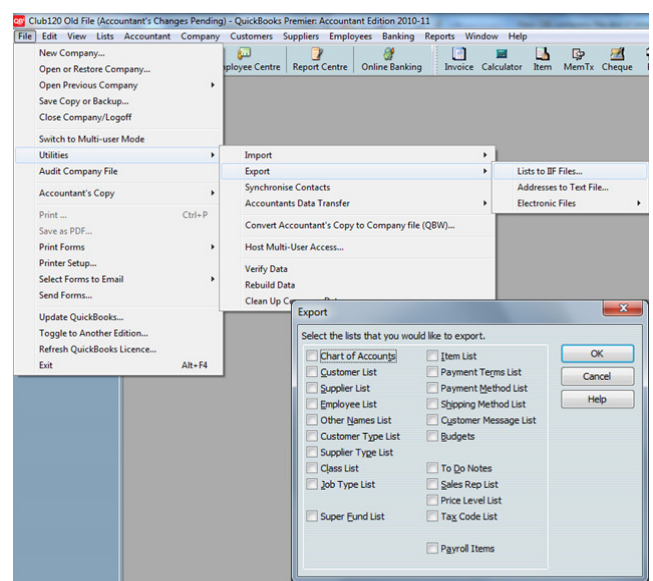 Club120 Old File (Accountant's Changes Pending) - QuickBooks Premier: Accountant Edition 2010-11
File Edit View Lists Accountant Company Customers Suppliers Employees Banking Reports Window Help
ployee Centre Report Centre Online Banking Invoice Calculator Item MemTx Cheque
New Company...
Open or Restore Company...
Open Previous Company
Save Copy or Backup...
Close Company/Logoff
Switch to Multi-user Mode
Utilities
Audit Company File
Accountant's Copy
Print ... Ctrl+P
Save as PDF...
Print Forms
Printer Setup...
Select Forms to Email
Send Forms...
Update QuickBooks...
Toggle to Another Edition...
Refresh QuickBooks Licence...
Exit Alt+F4
Import
Export
Synchronise Contacts
Accountants Data Transfer
Convert Accountant's Copy to Company file (QBW)...
Host Multi-User Access...
Verify Data
Rebuild Data
Clean Up
Lists to IIF Files...
Addresses to Text File...
Electronic Files
Export
Select the lists that you would like to export.
Chart of Accounts
Customer List
Supplier List
Employee List
Other Names List
Customer Type List
Supplier Type List
Class List
Job Type List
Super Fund List
Item List
Payment Terms List
Payment Method List
Shipping Method List
Customer Message List
Budgets
To Do Notes
Sales Rep List
Price Level List
Tax Code List
Payroll Items
OK
Cancel
Help